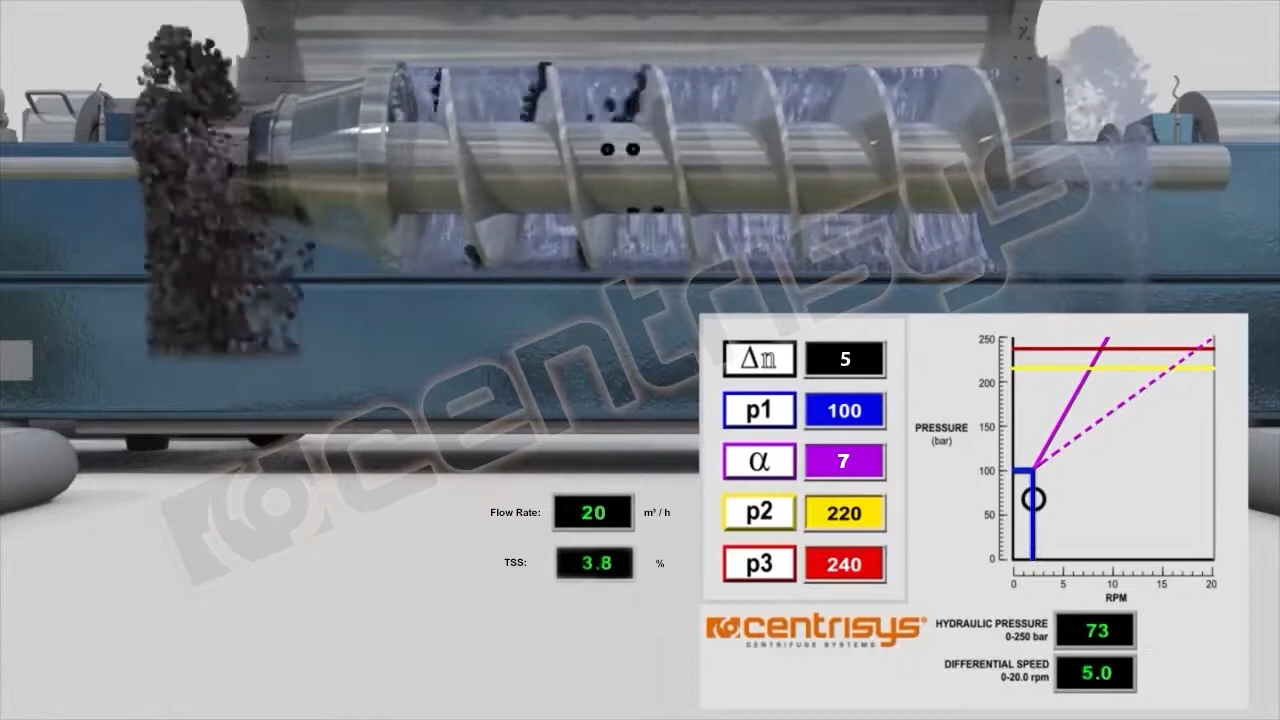 centrisys
Δn 5
p1 100
α 7
p2 220
p3 240
Flow Rate: 20 m³ / h
TSS: 3.8 %
PRESSURE
(bar)
250
200
150
100
50
0
0 5 10 15 20
RPM
centrisys®
CENTRIFUGE SYSTEMS
HYDRAULIC PRESSURE
0-250 bar
73
DIFFERENTIAL SPEED
0-20.0 rpm
5.0